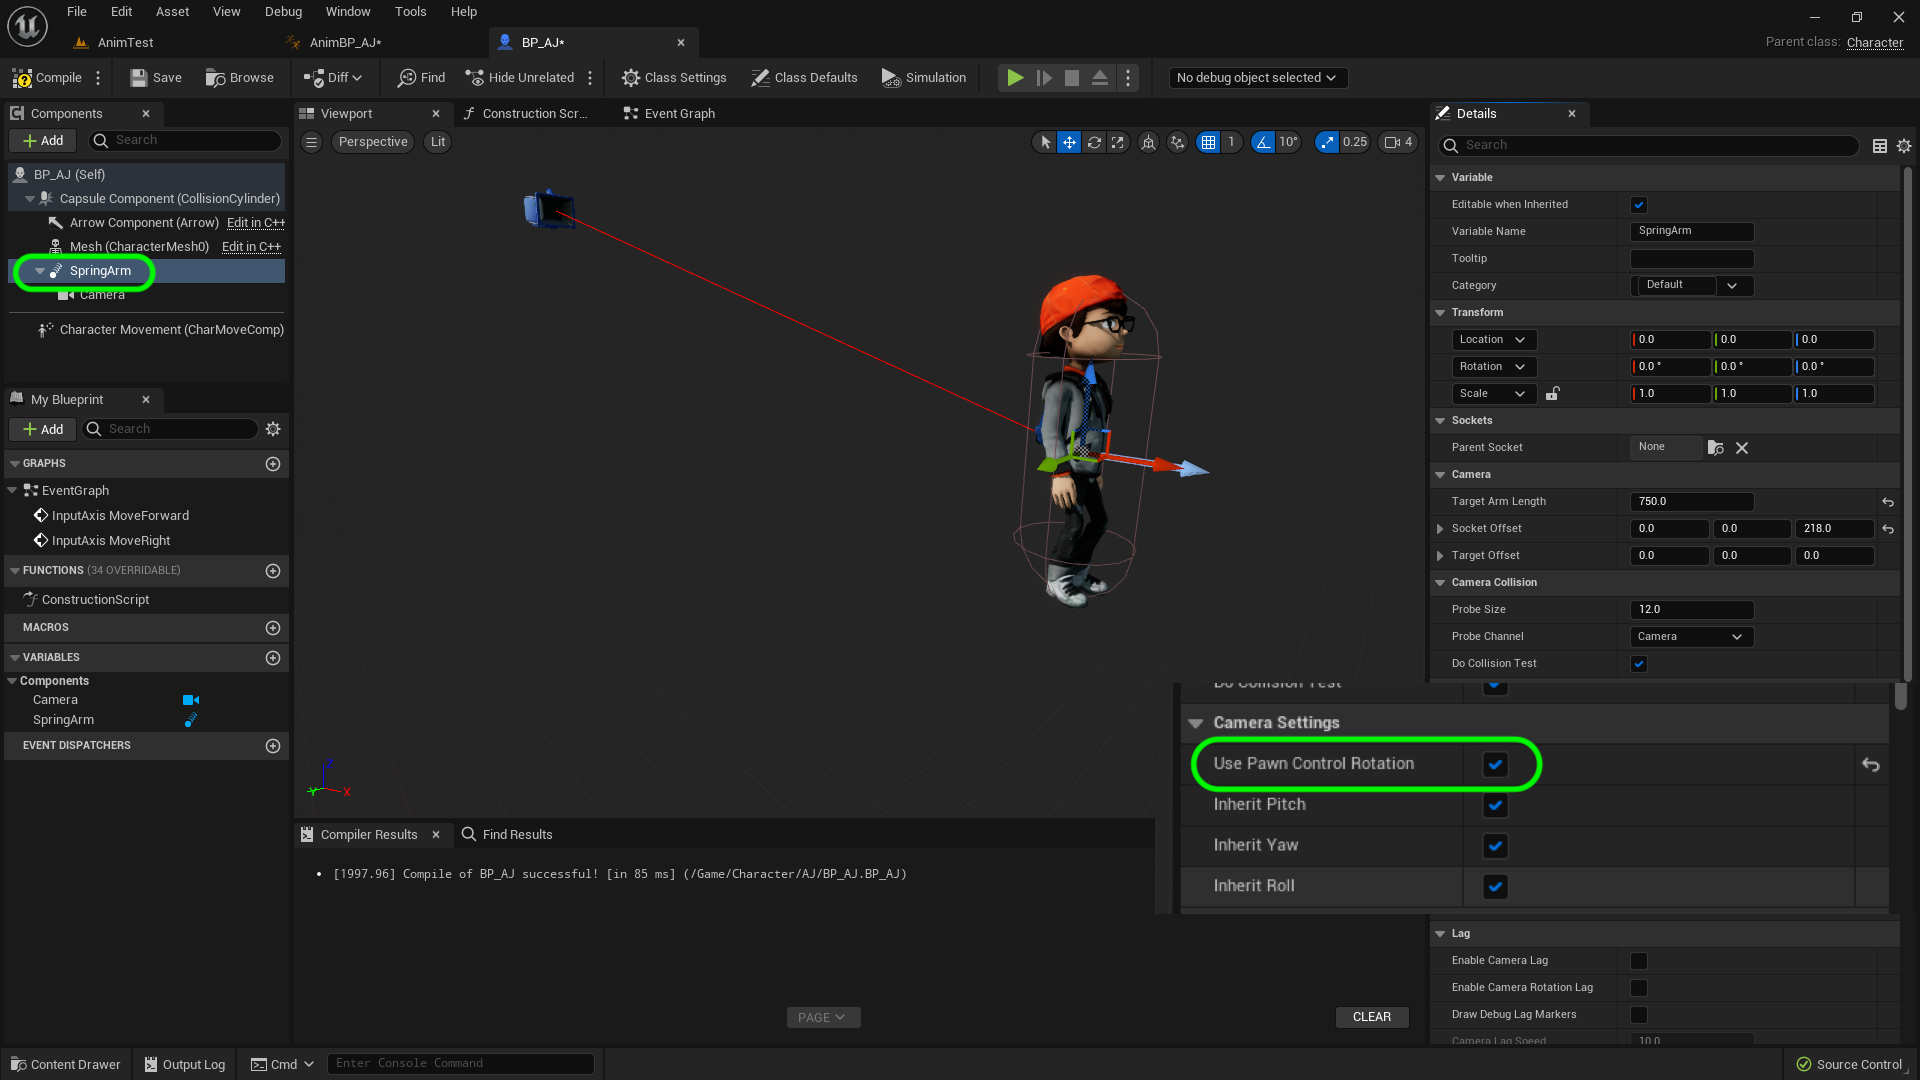 File Edit Asset View Debug Window Tools Help
AnimTest AnimBP_AJ* BP_AJ*
Parent class: Character
Compile Save Browse Diff Find Hide Unrelated Class Settings Class Defaults Simulation No debug object selected
Components
Add Search
BP_AJ (Self)
Capsule Component (CollisionCylinder)
Arrow Component (Arrow) Edit in C++
Mesh (CharacterMesh0) Edit in C++
SpringArm
Camera
Character Movement (CharMoveComp)
My Blueprint
Add Search
GRAPHS
EventGraph
InputAxis MoveForward
InputAxis MoveRight
FUNCTIONS (34 OVERRIDABLE)
ConstructionScript
MACROS
VARIABLES
Components
Camera
SpringArm
EVENT DISPATCHERS
Viewport Construction Scr... Event Graph
Perspective Lit 1 10° 0.25 4
Z
Y X
Compiler Results Find Results
• [1997.96] Compile of BP_AJ successful! [in 85 ms] (/Game/Character/AJ/BP_AJ.BP_AJ)
PAGE CLEAR
Details
Search
Variable
Editable when Inherited
Variable Name SpringArm
Tooltip
Category Default
Transform
Location 0.0 0.0 0.0
Rotation 0.0 ° 0.0 ° 0.0 °
Scale 1.0 1.0 1.0
Sockets
Parent Socket None
Camera
Target Arm Length 750.0
Socket Offset 0.0 0.0 218.0
Target Offset 0.0 0.0 0.0
Camera Collision
Probe Size 12.0
Probe Channel Camera
Do Collision Test
Do Collision Test
Camera Settings
Use Pawn Control Rotation
Inherit Pitch
Inherit Yaw
Inherit Roll
Lag
Enable Camera Lag
Enable Camera Rotation Lag
Draw Debug Lag Markers
Camera Lag Speed 10.0
Content Drawer Output Log Cmd Enter Console Command Source Control